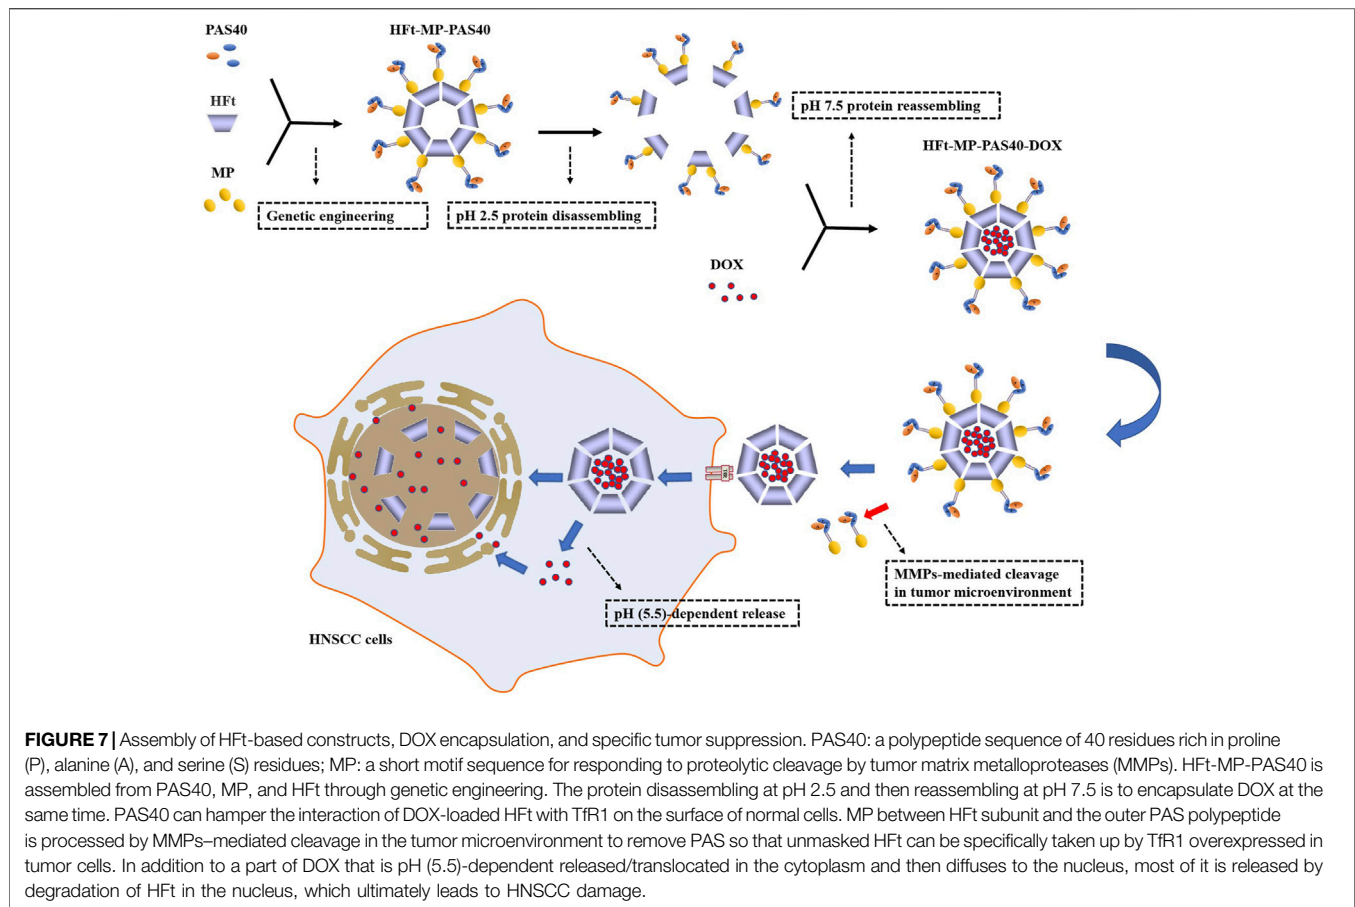 PAS40
HFt
MP
Genetic engineering
HFt-MP-PAS40
pH 2.5 protein disassembling
pH 7.5 protein reassembling
DOX
HFt-MP-PAS40-DOX
MMPs-mediated cleavage
in tumor microenvironment
pH (5.5)-dependent release
HNSCC cells
FIGURE 7 | Assembly of HFt-based constructs, DOX encapsulation, and specific tumor suppression. PAS40: a polypeptide sequence of 40 residues rich in proline
(P), alanine (A), and serine (S) residues; MP: a short motif sequence for responding to proteolytic cleavage by tumor matrix metalloproteases (MMPs). HFt-MP-PAS40 is
assembled from PAS40, MP, and HFt through genetic engineering. The protein disassembling at pH 2.5 and then reassembling at pH 7.5 is to encapsulate DOX at the
same time. PAS40 can hamper the interaction of DOX-loaded HFt with TfR1 on the surface of normal cells. MP between HFt subunit and the outer PAS polypeptide
is processed by MMPs–mediated cleavage in the tumor microenvironment to remove PAS so that unmasked HFt can be specifically taken up by TfR1 overexpressed in
tumor cells. In addition to a part of DOX that is pH (5.5)-dependent released/translocated in the cytoplasm and then diffuses to the nucleus, most of it is released by
degradation of HFt in the nucleus, which ultimately leads to HNSCC damage.